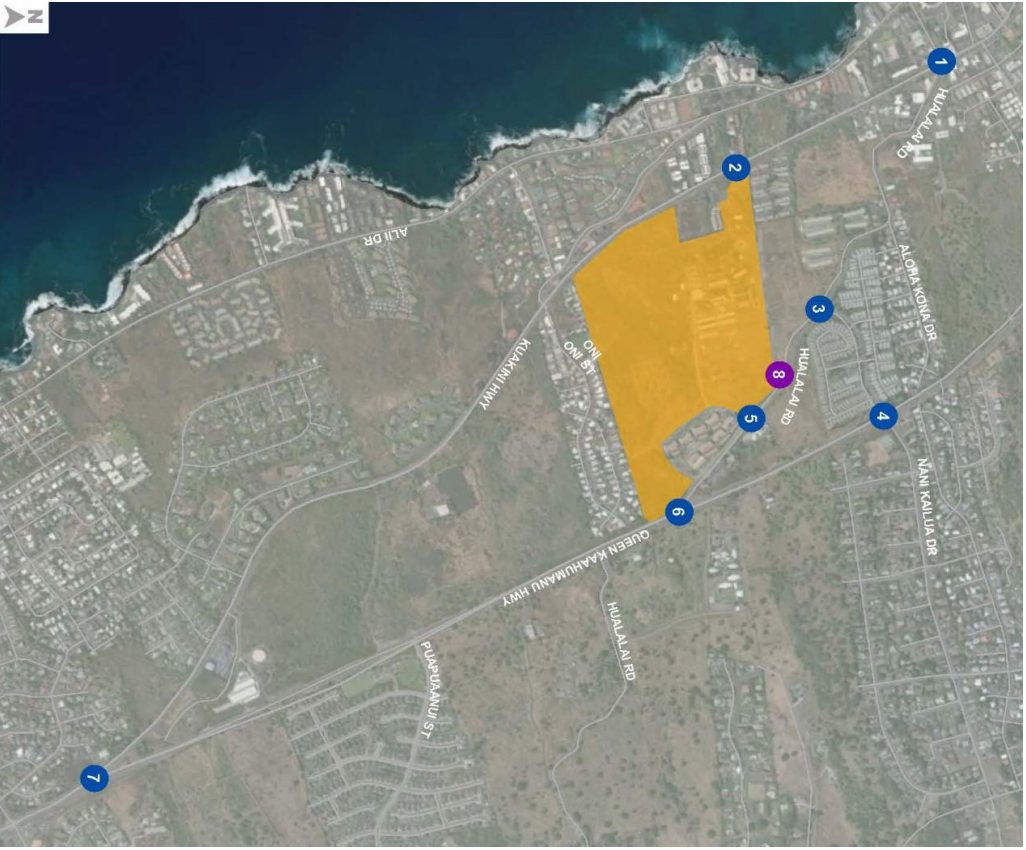 N
1
HUALALAI RD
2
ALII DR
ALOHA KONA DR
3
HUALALAI RD
8
ONI
ONI ST
KUAKINI HWY
4
5
NANI KAILUA DR
6
QUEEN KAAHUMANU HWY
HUALALAI RD
PUAPUAANUI ST
7